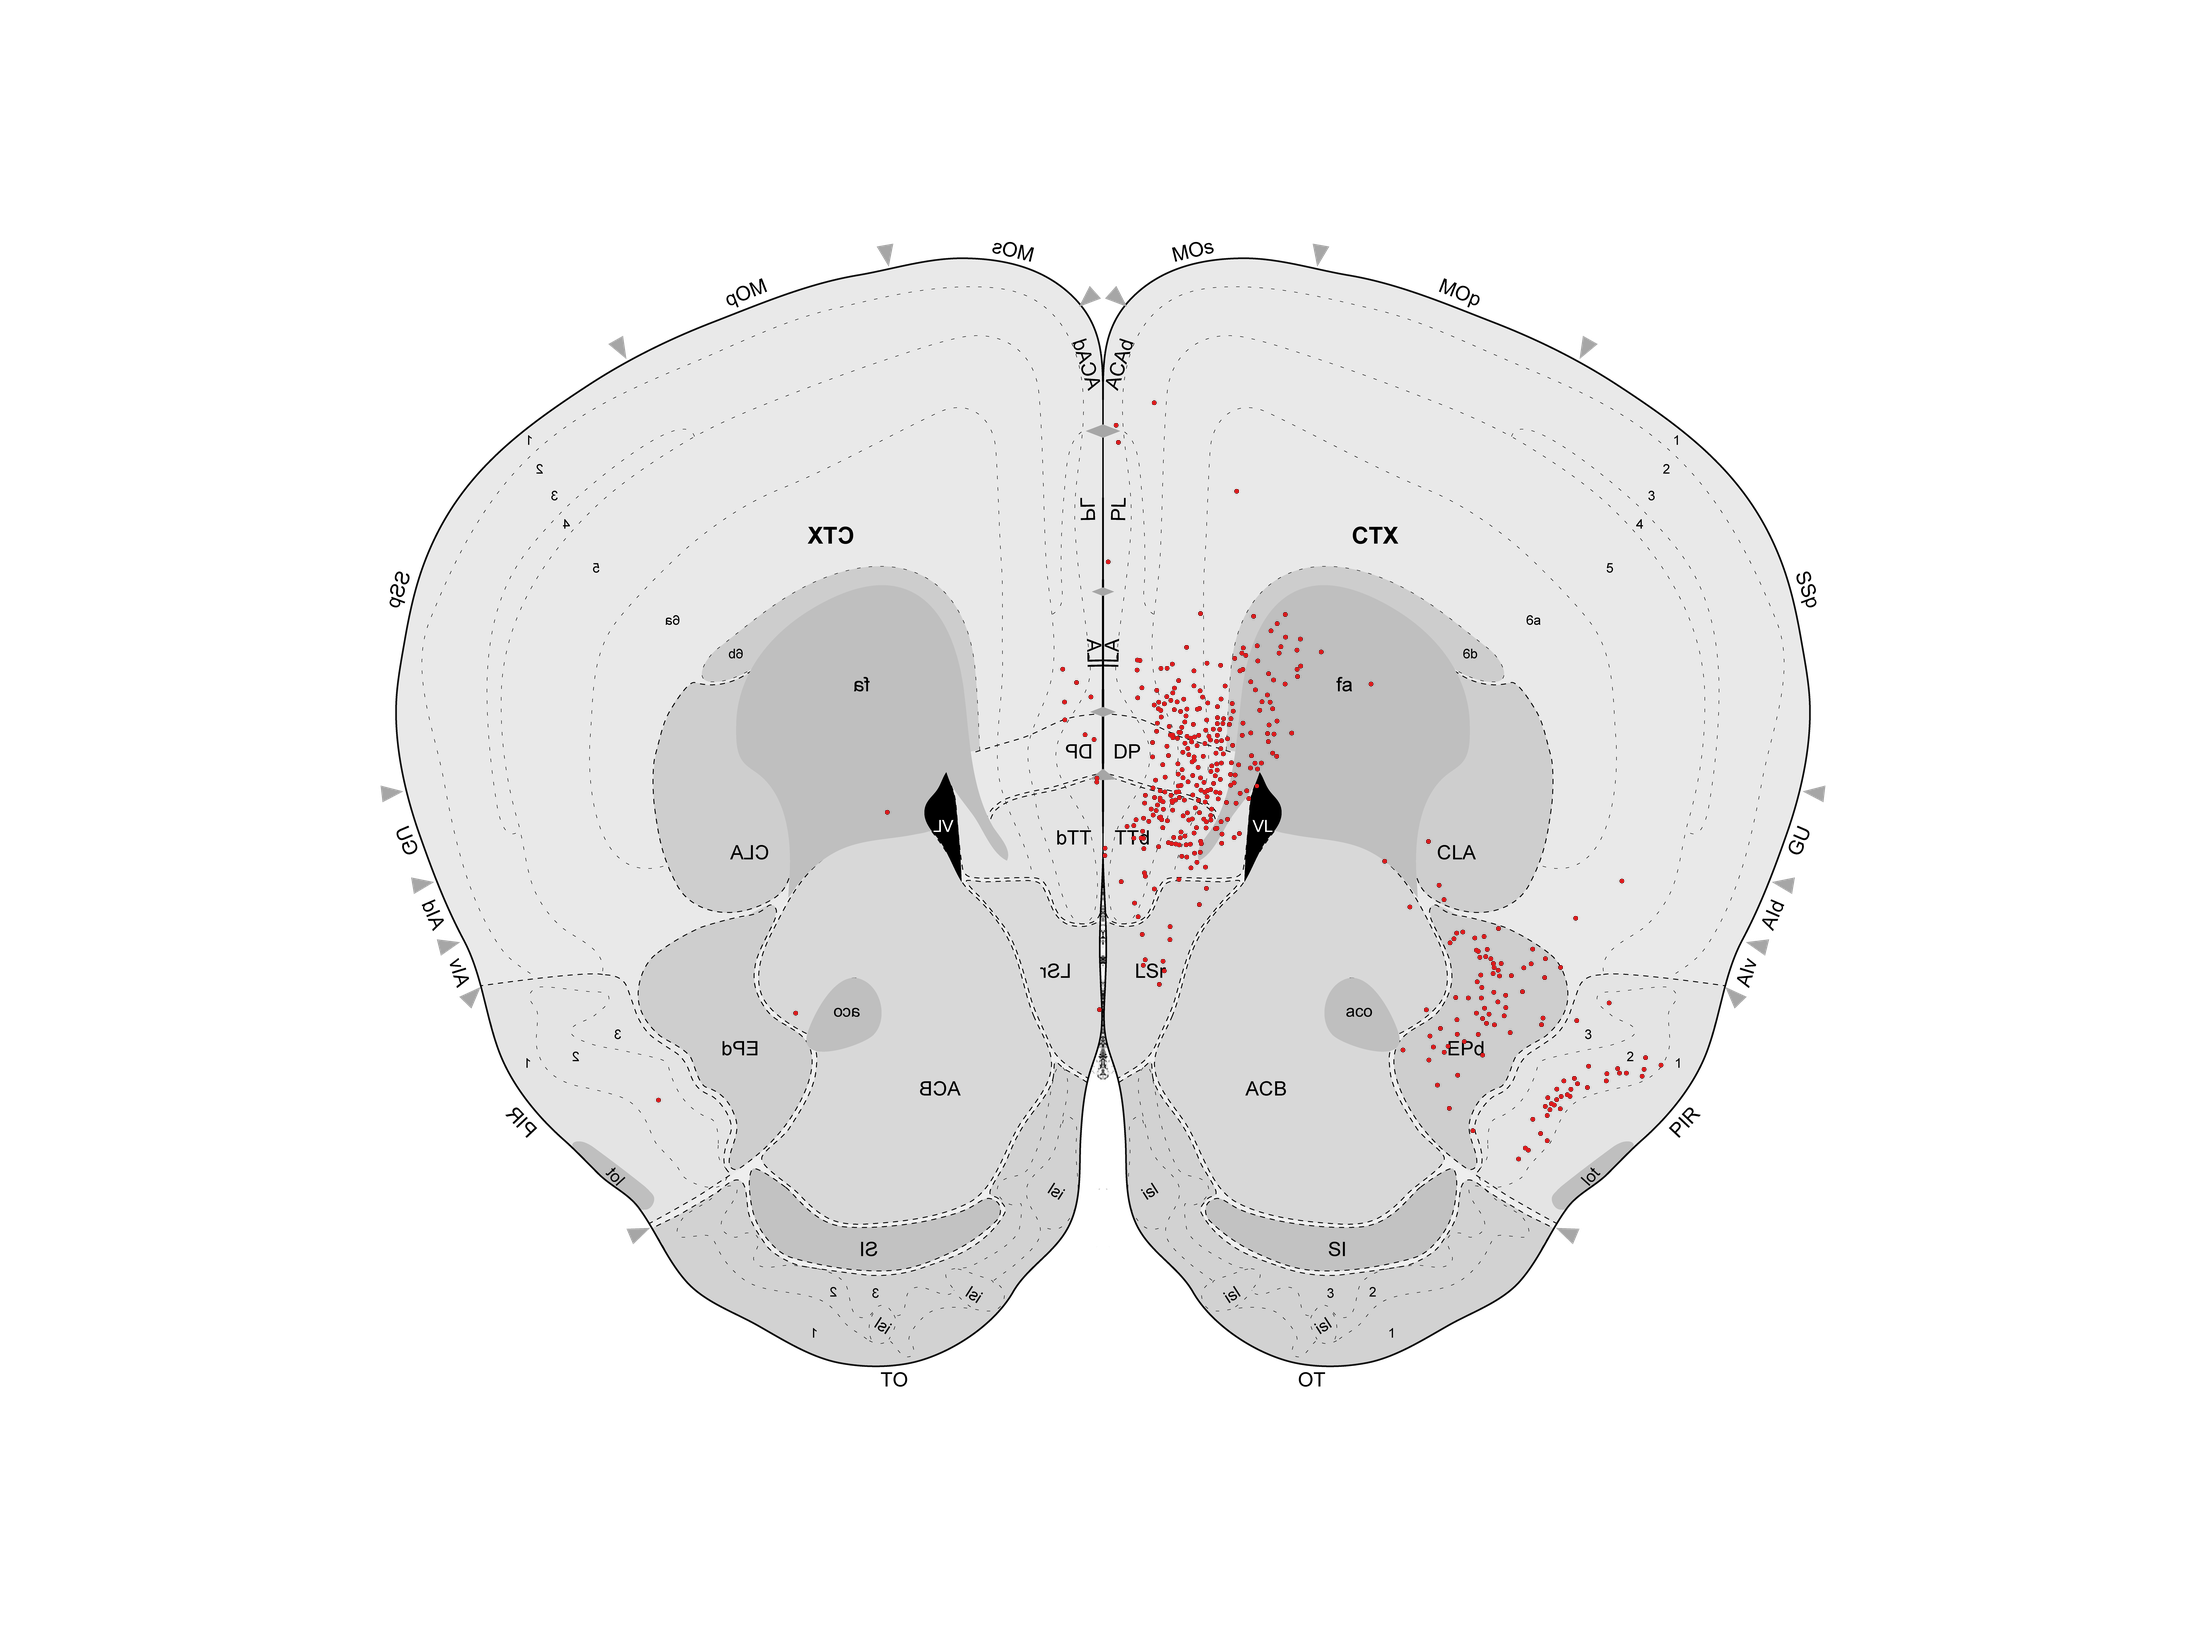 MOs MOs
MOp MOp
ACAd ACAd
1 1
2 2
3 3
4 4
PL PL
CTX CTX
5 5
SSp SSp
6a 6a
ILA ILA
6b 6b
fa fa
DP DP
VL VL
TTd TTd
GU GU
CLA CLA
AId AId
AIv AIv
LSr LSr
aco aco
3 3
EPd EPd
2 2
1 1
ACB ACB
PIR PIR
lot lot
isl isl
SI SI
2 3 isl isl 3 2
isl isl
1 1
OT OT